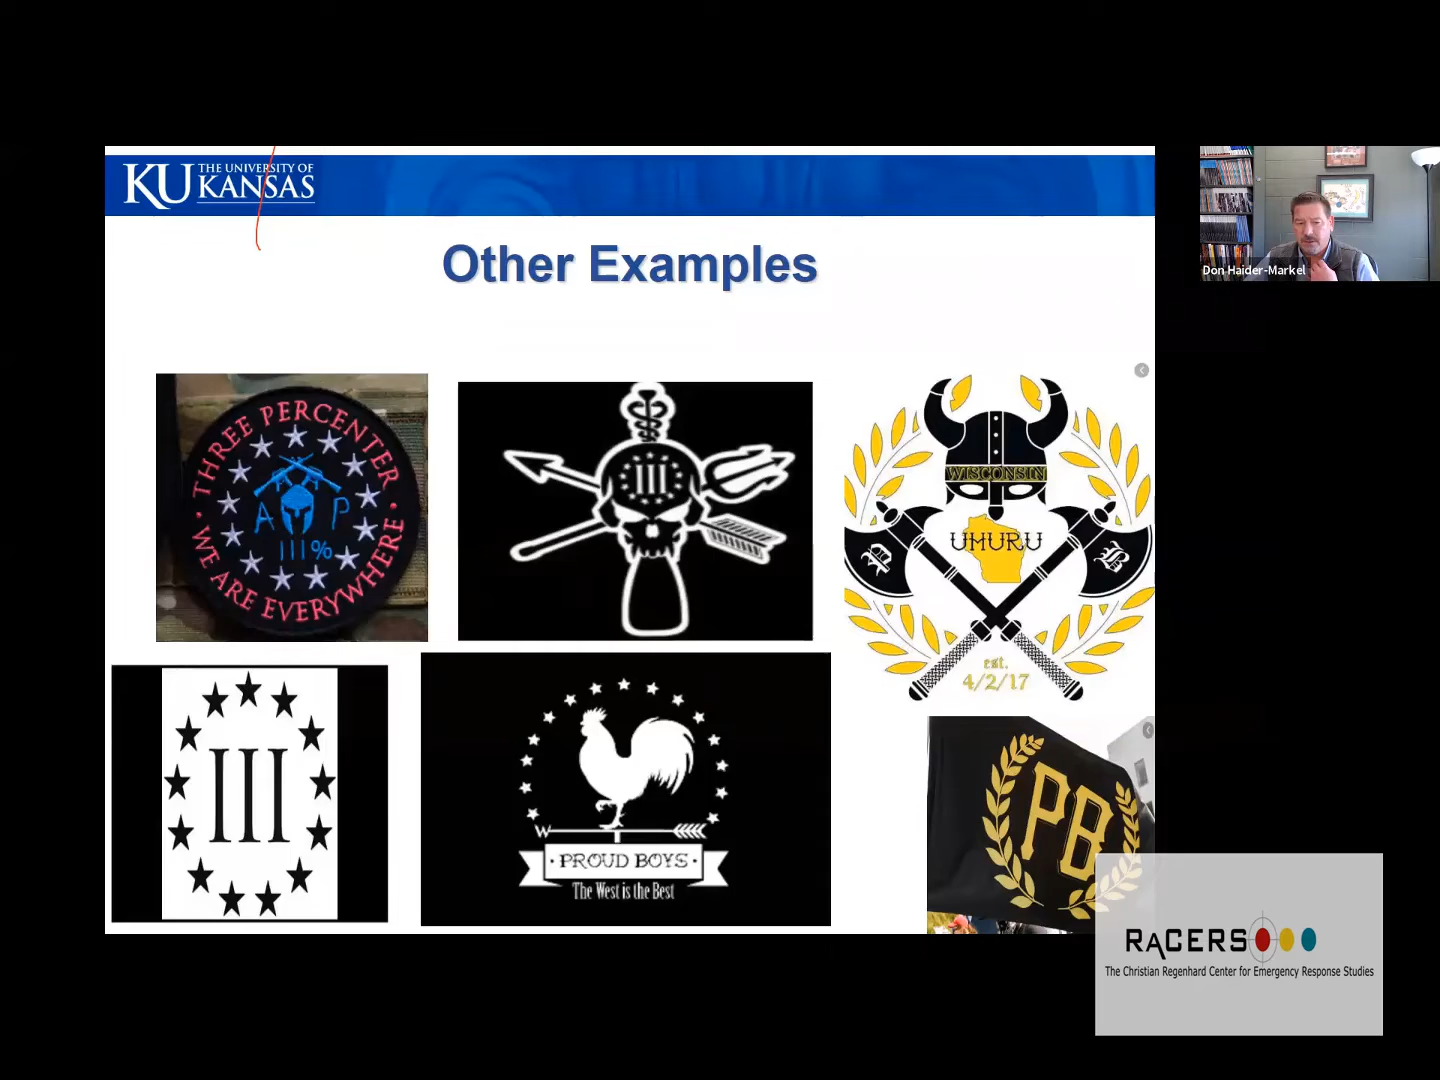 KU THE UNIVERSITY OF
KANSAS
Other Examples
Don Haider-Markel
THREE PERCENTER
A P
III%
· WE ARE EVERYWHERE ·
III
WISCONSIN
UHURU
P B
est.
4/2/17
III
W
· PROUD BOYS ·
The West is the Best
PB
RACERS
The Christian Regenhard Center for Emergency Response Studies